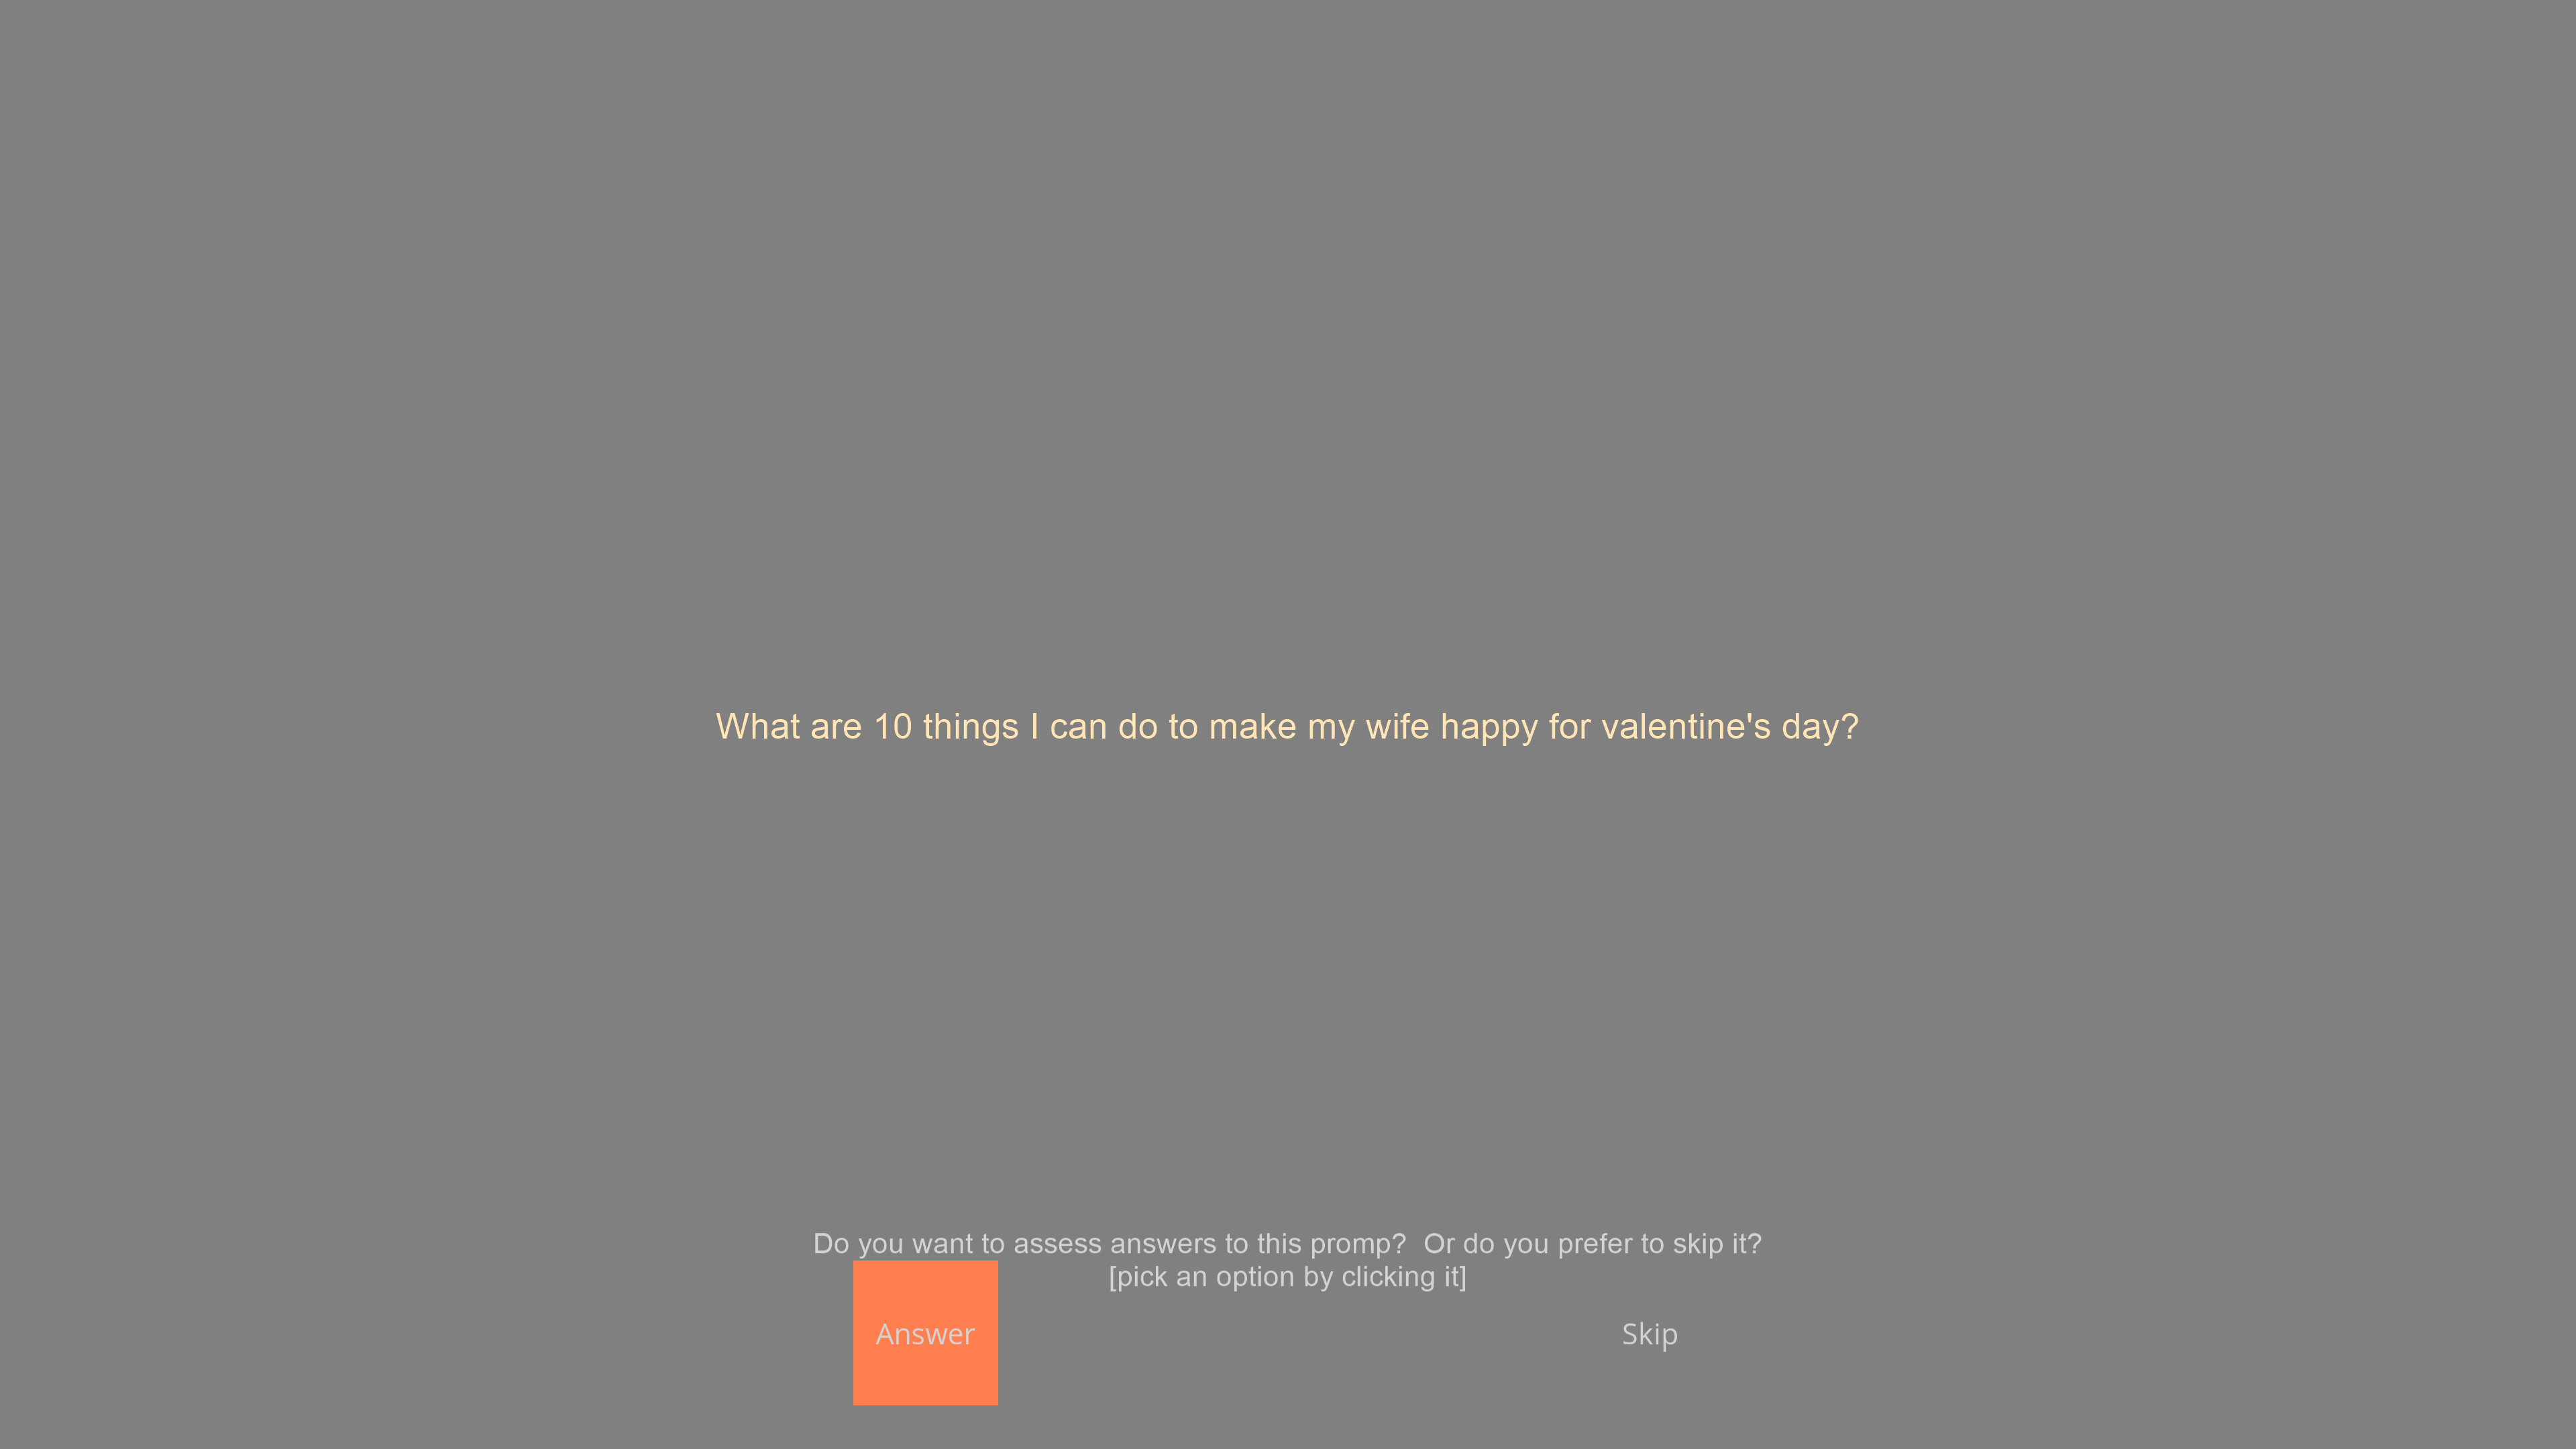 What are 10 things I can do to make my wife happy for valentine's day?
Do you want to assess answers to this promp?  Or do you prefer to skip it?
[pick an option by clicking it]
Answer
Skip